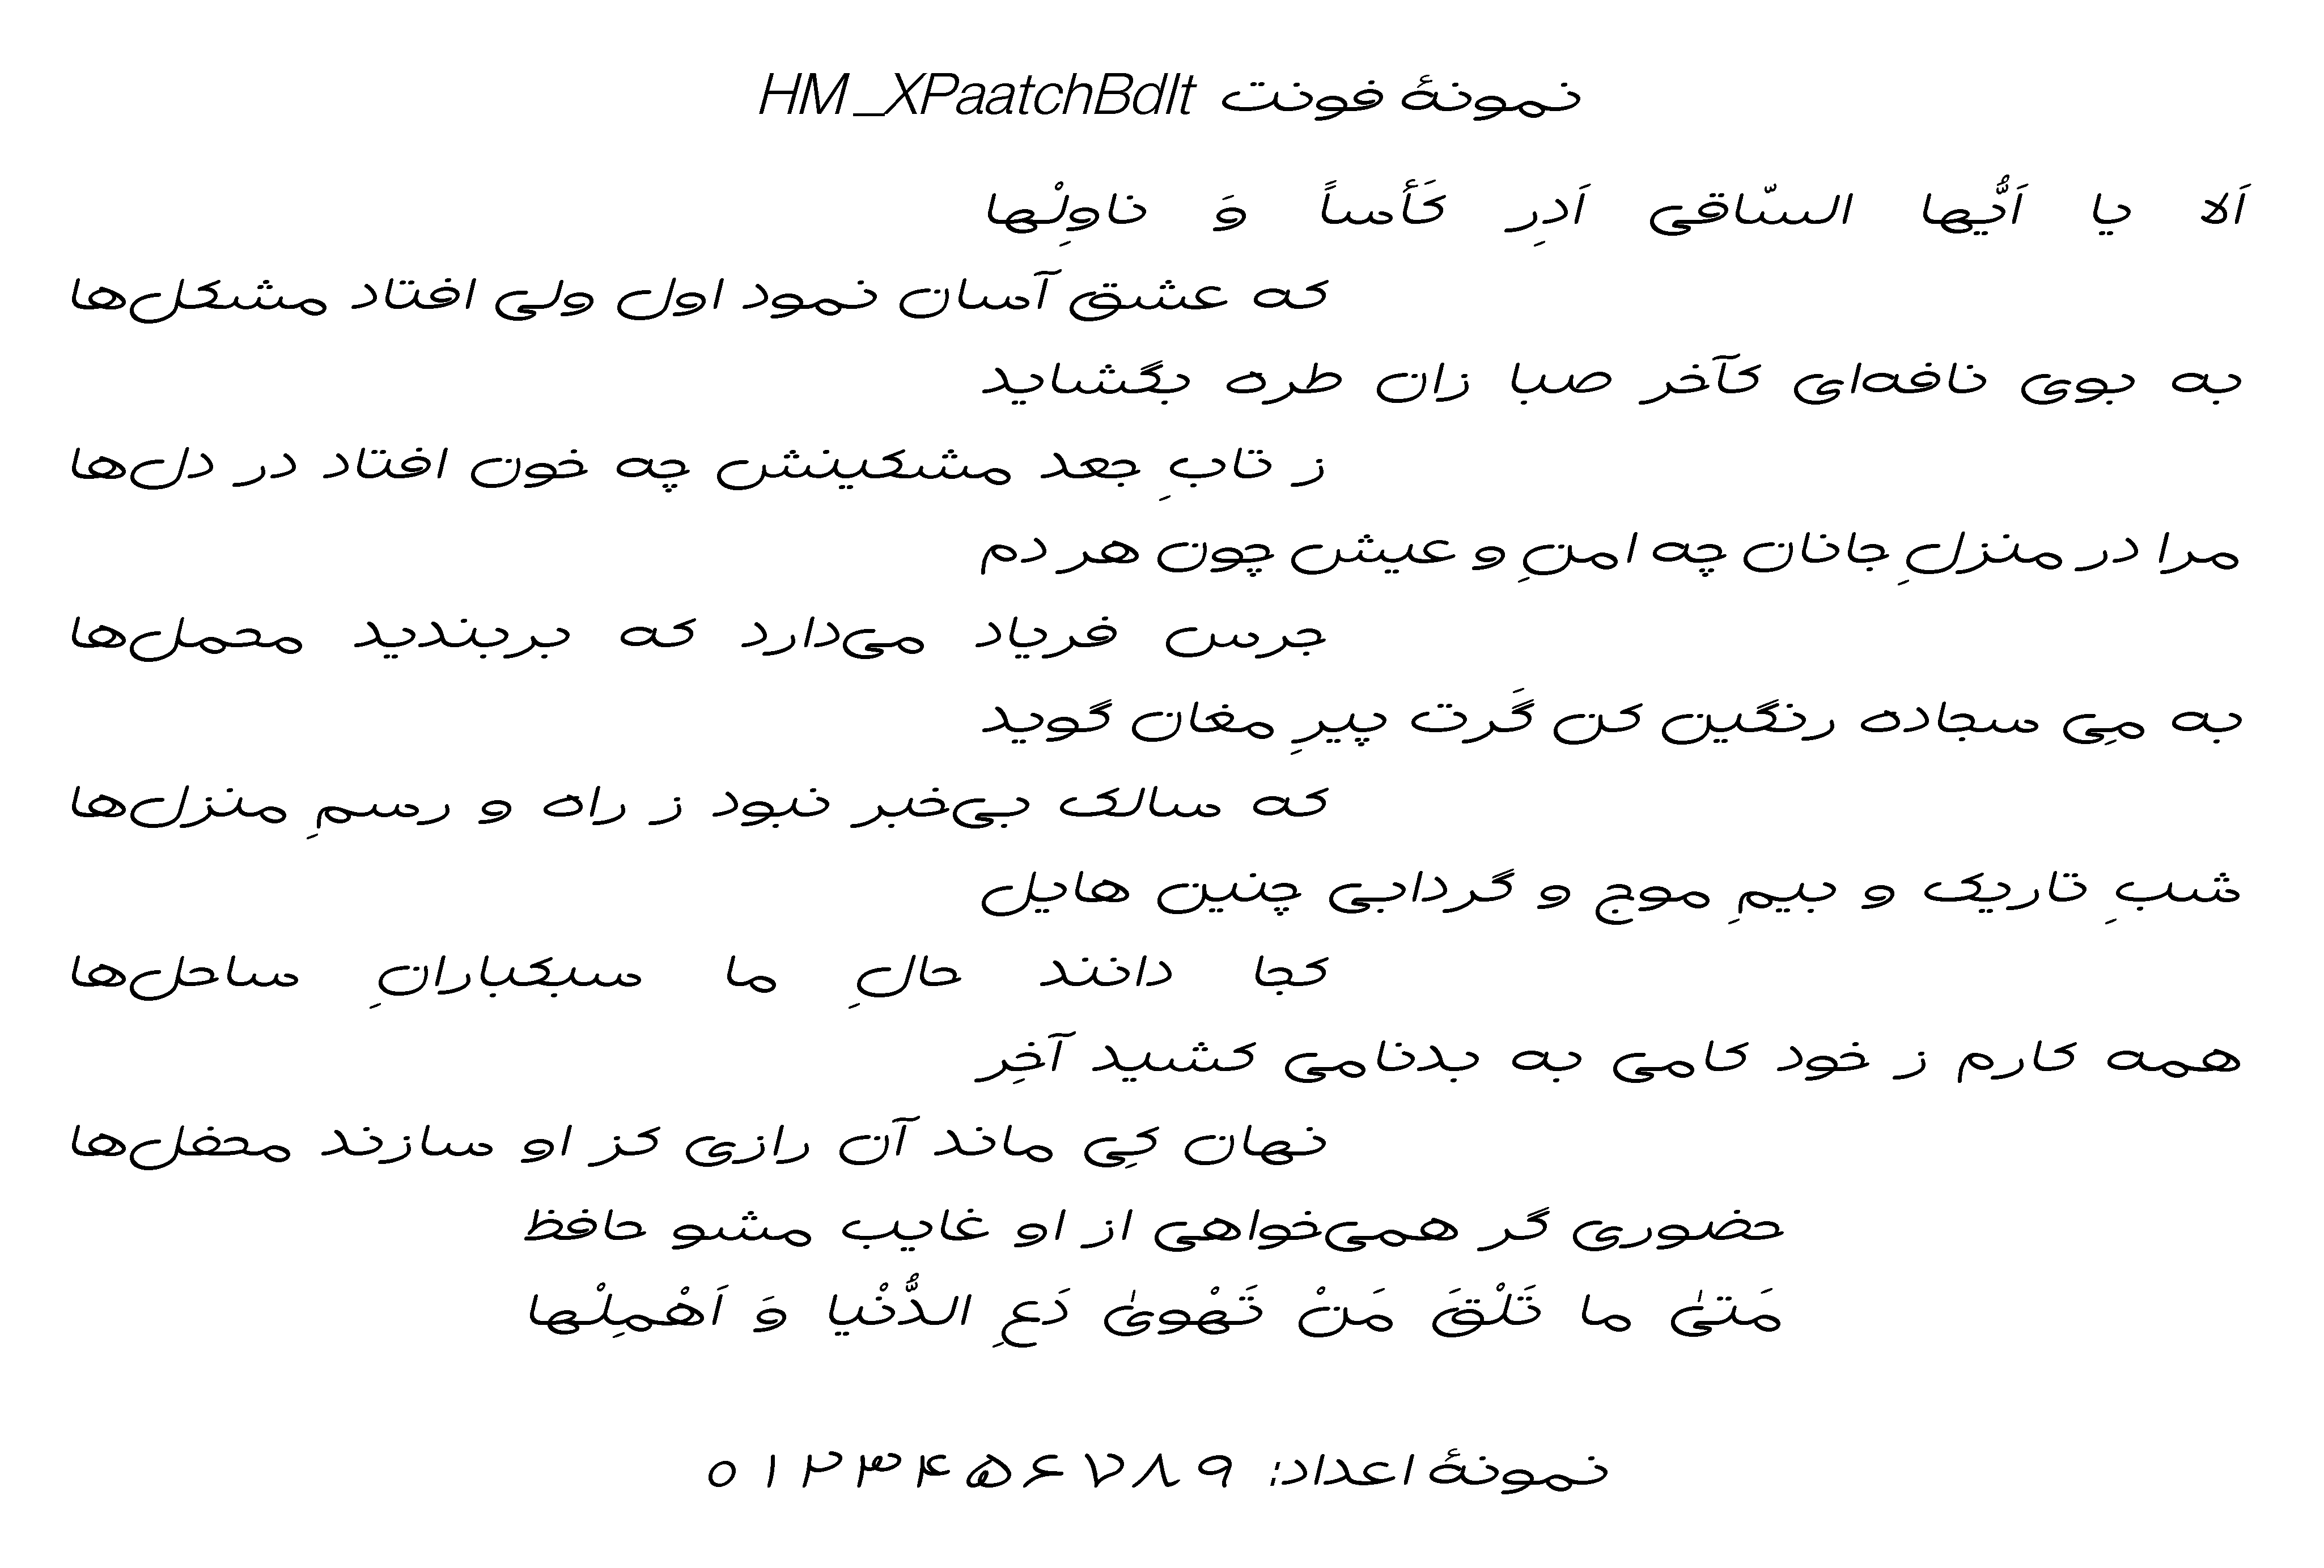 نمونهٔ فونت HM_XPaatchBdIt
اَلا یا اَیُّها السّاقی اَدرِ کَأساً وَ ناوِلْها
که عشق آسان نمود اول ولی افتاد مشکل‌ها
به بوی نافه‌ای کآخر صبا زان طره بگشاید
ز تابِ جعد مشکینش چه خون افتاد در دل‌ها
مرا در منزلِ جانان چه امنِ و عیش چون هر دم
جرس فریاد می‌دارد که بربندید محمل‌ها
به مِی سجاده رنگین کن گَرت پیرِ مغان گوید
که سالک بی‌خبر نبود ز راه و رسمِ منزل‌ها
شبِ تاریک و بیمِ موج و گردابی چنین هایل
کجا دانند حالِ ما سبکبارانِ ساحل‌ها
همه کارم ز خود کامی به بدنامی کشید آخِر
نهان کِی ماند آن رازی کز او سازند محفل‌ها
حضوری گر همی‌خواهی از او غایب مشو حافظ
مَتیٰ ما تَلْقَ مَنْ تَهْویٰ دَعِ الدُّنْیا وَ اَهْمِلْها
نمونهٔ اعداد: ۰ ۱ ۲ ۳ ۴ ۵ ۶ ۷ ۸ ۹